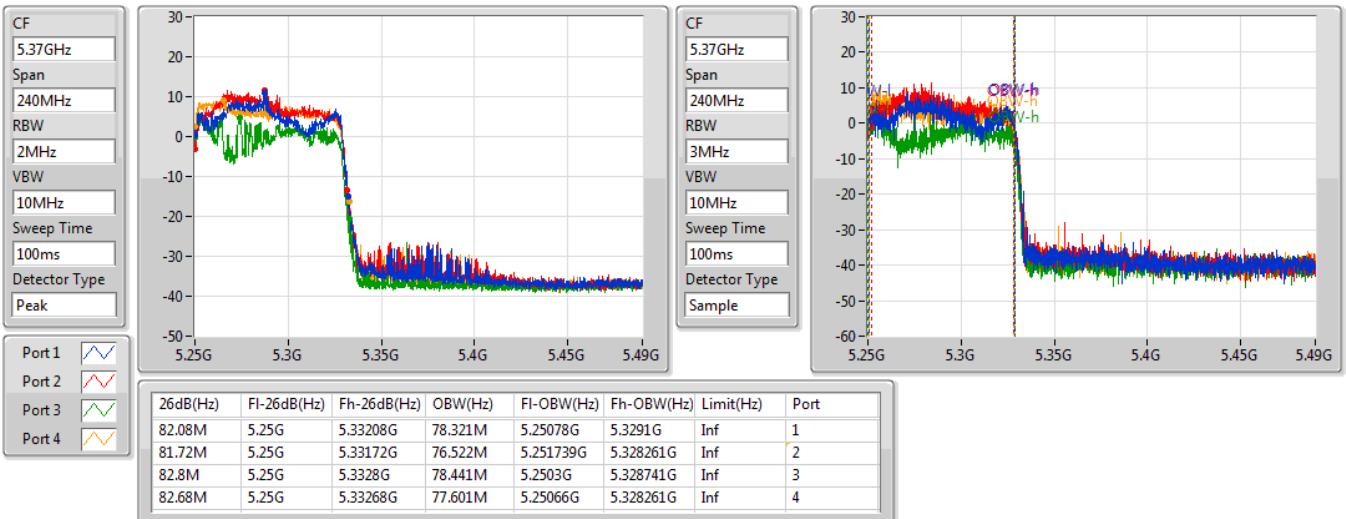 CF
5.37GHz
Span
240MHz
RBW
2MHz
VBW
10MHz
Sweep Time
100ms
Detector Type
Peak
30
20
10
0
-10
-20
-30
-40
-50
5.25G 5.3G 5.35G 5.4G 5.45G 5.49G
CF
5.37GHz
Span
240MHz
RBW
3MHz
VBW
10MHz
Sweep Time
100ms
Detector Type
Sample
30
20
10
0
-10
-20
-30
-40
-50
-60
OBW-h
OBW-h
5.25G 5.3G 5.35G 5.4G 5.45G 5.49G
Port 1
Port 2
Port 3
Port 4
26dB(Hz) Fl-26dB(Hz) Fh-26dB(Hz) OBW(Hz) Fl-OBW(Hz) Fh-OBW(Hz) Limit(Hz) Port
82.08M 5.25G 5.33208G 78.321M 5.25078G 5.3291G Inf 1
81.72M 5.25G 5.33172G 76.522M 5.251739G 5.328261G Inf 2
82.8M 5.25G 5.3328G 78.441M 5.2503G 5.328741G Inf 3
82.68M 5.25G 5.33268G 77.601M 5.25066G 5.328261G Inf 4